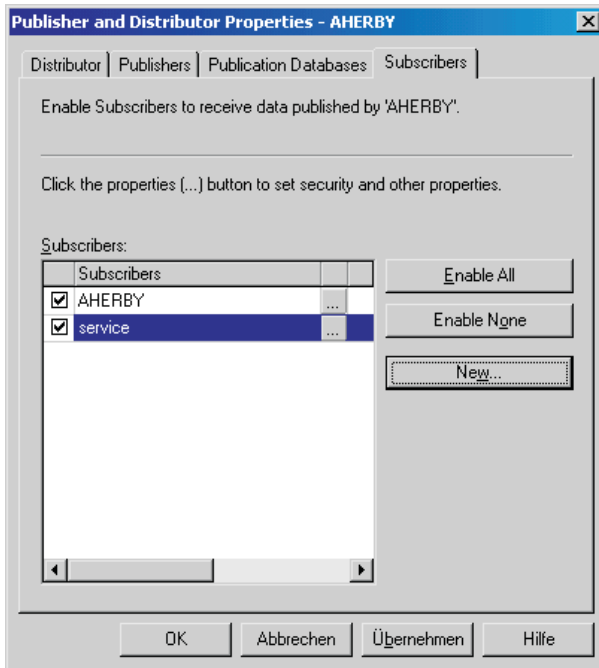 Publisher and Distributor Properties - AHERBY
Distributor Publishers Publication Databases Subscribers
Enable Subscribers to receive data published by 'AHERBY'.
Click the properties (...) button to set security and other properties.
Subscribers:
Subscribers
AHERBY ...
service ...
Enable All
Enable None
New...
OK Abbrechen Übernehmen Hilfe